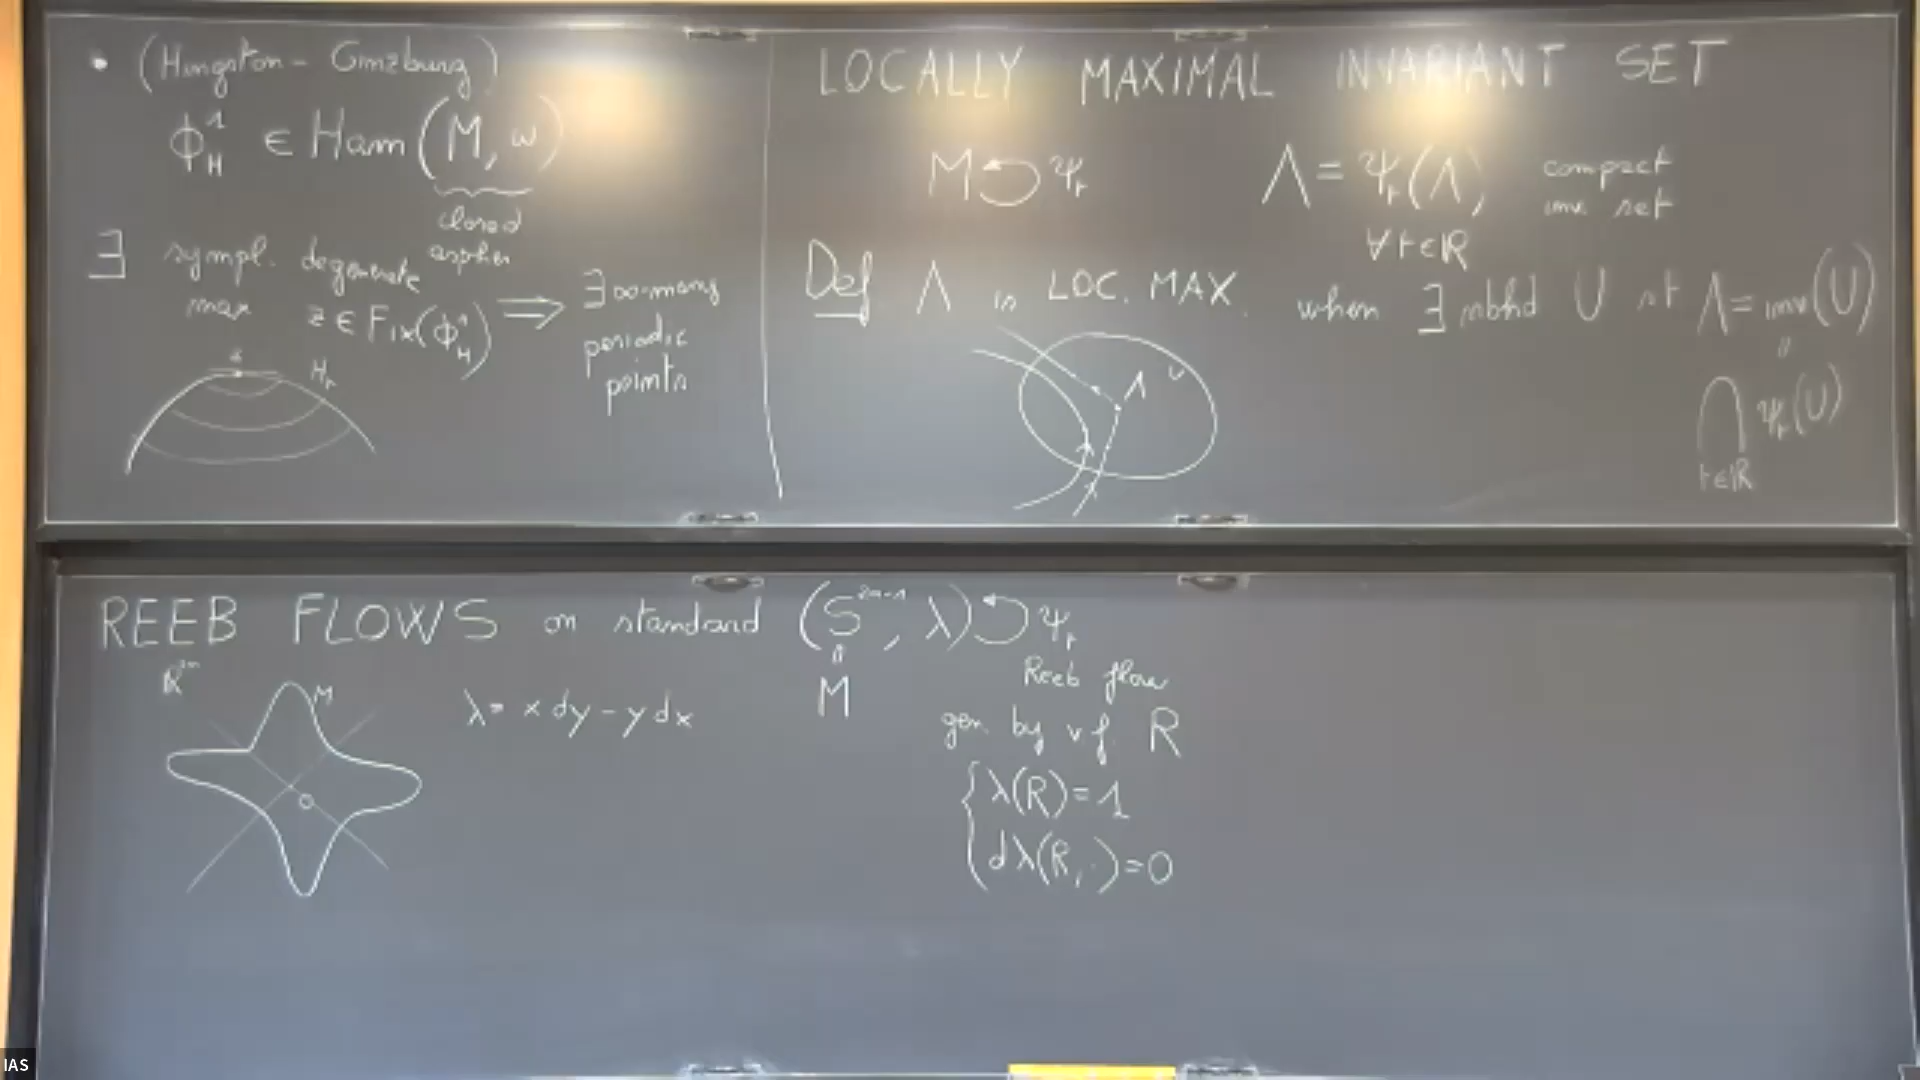 • (Hingston - Ginzburg)
ϕ¹_H ∈ Ham(M, ω)
closed
aspher
∃ sympl. degenerate
max z ∈ Fix(ϕ¹_H) ⟹ ∃ ∞-many
periodic
points
z
H_t
LOCALLY MAXIMAL INVARIANT SET
M ↺ ψ_t Λ = ψ_t(Λ) compact
inv. set
∀t∈ℝ
Def Λ is LOC. MAX. when ∃ nbhd U st Λ = inv(U)
=
⋂ ψ_t(U)
t∈ℝ
Λ U
REEB FLOWS on standard (S²ⁿ⁻¹, λ) ↺ ψ_t
=
M
Reeb flow
gen by v.f. R
{ λ(R)=1
dλ(R, ·)=0
ℝ²ⁿ
M
λ = x dy - y dx
O
IAS